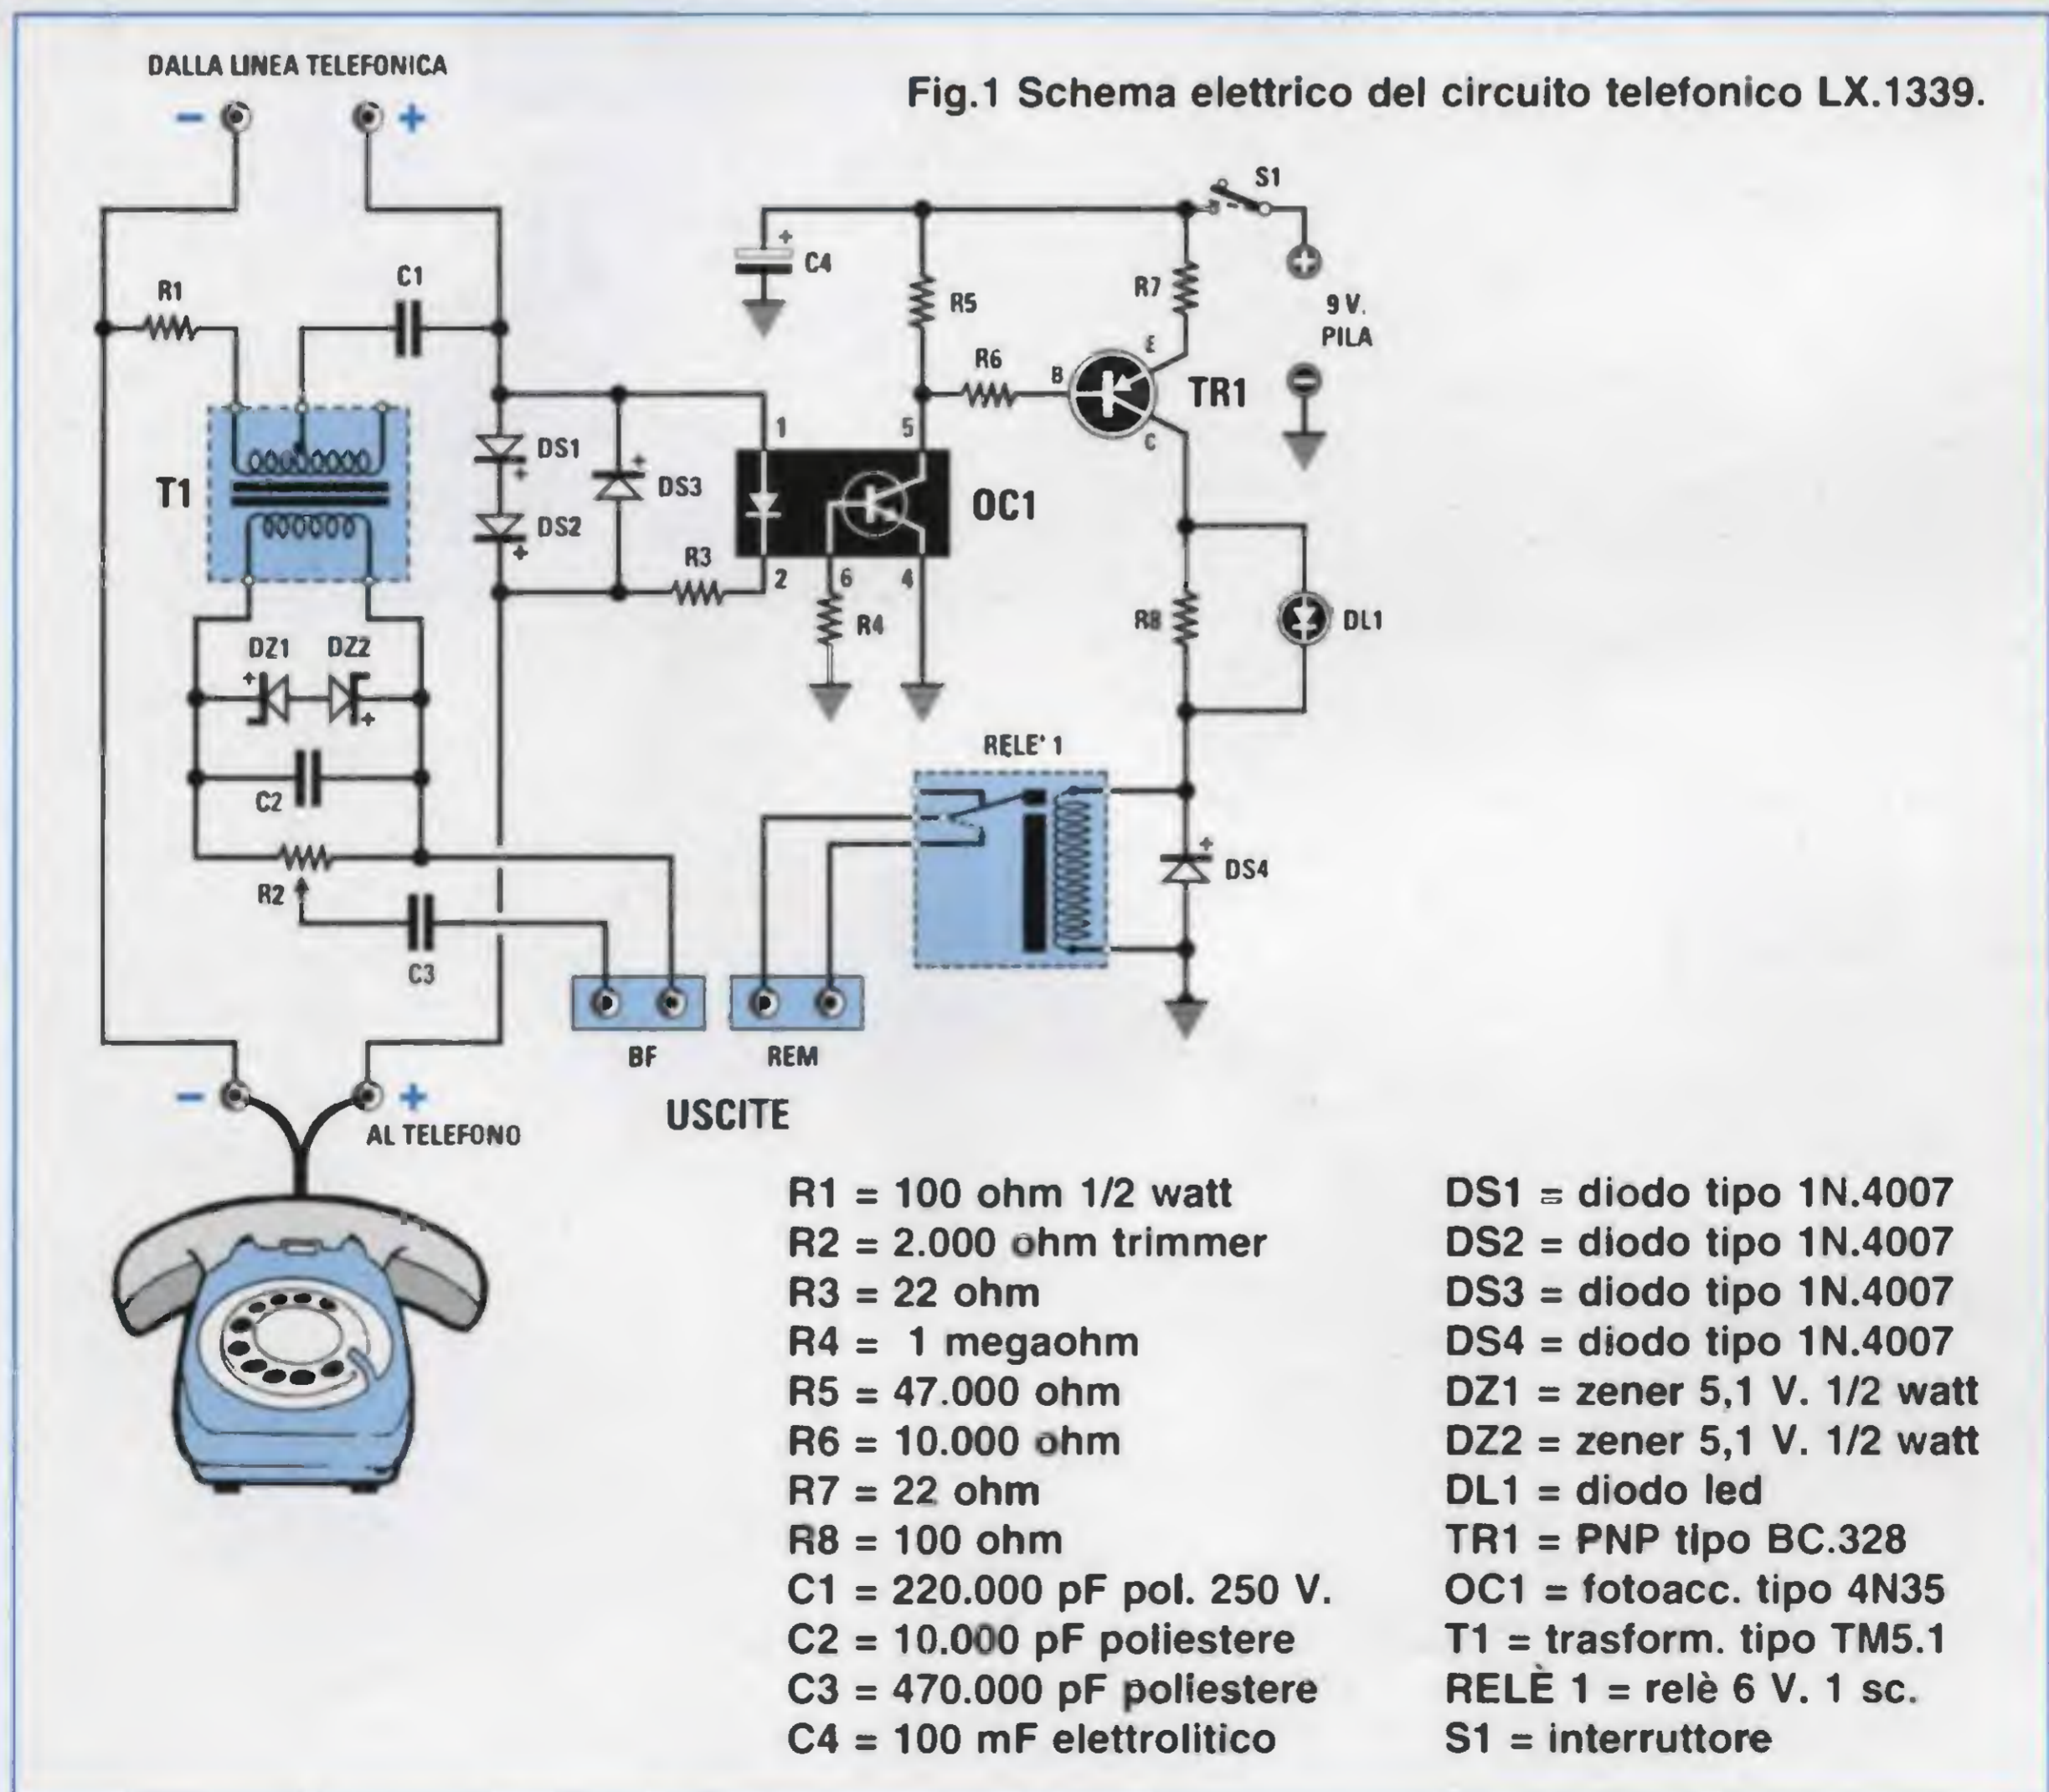 DALLA LINEA TELEFONICA
Fig.1 Schema elettrico del circuito telefonico LX.1339.
- +
S1
+
C4
R1
C1
R5
R7
9 V.
PILA
E
R6
B
TR1
C
1
5
DS1
+
T1
+
DS3
OC1
DS2
+
R3
2
6
4
R4
R8
DL1
DZ1
DZ2
+
+
RELE' 1
C2
+
DS4
R2
C3
BF
REM
- +
USCITE
AL TELEFONO
R1 = 100 ohm 1/2 watt
R2 = 2.000 ohm trimmer
R3 = 22 ohm
R4 = 1 megaohm
R5 = 47.000 ohm
R6 = 10.000 ohm
R7 = 22 ohm
R8 = 100 ohm
C1 = 220.000 pF pol. 250 V.
C2 = 10.000 pF poliestere
C3 = 470.000 pF poliestere
C4 = 100 mF elettrolitico
DS1 = diodo tipo 1N.4007
DS2 = diodo tipo 1N.4007
DS3 = diodo tipo 1N.4007
DS4 = diodo tipo 1N.4007
DZ1 = zener 5,1 V. 1/2 watt
DZ2 = zener 5,1 V. 1/2 watt
DL1 = diodo led
TR1 = PNP tipo BC.328
OC1 = fotoacc. tipo 4N35
T1 = trasform. tipo TM5.1
RELÈ 1 = relè 6 V. 1 sc.
S1 = interruttore